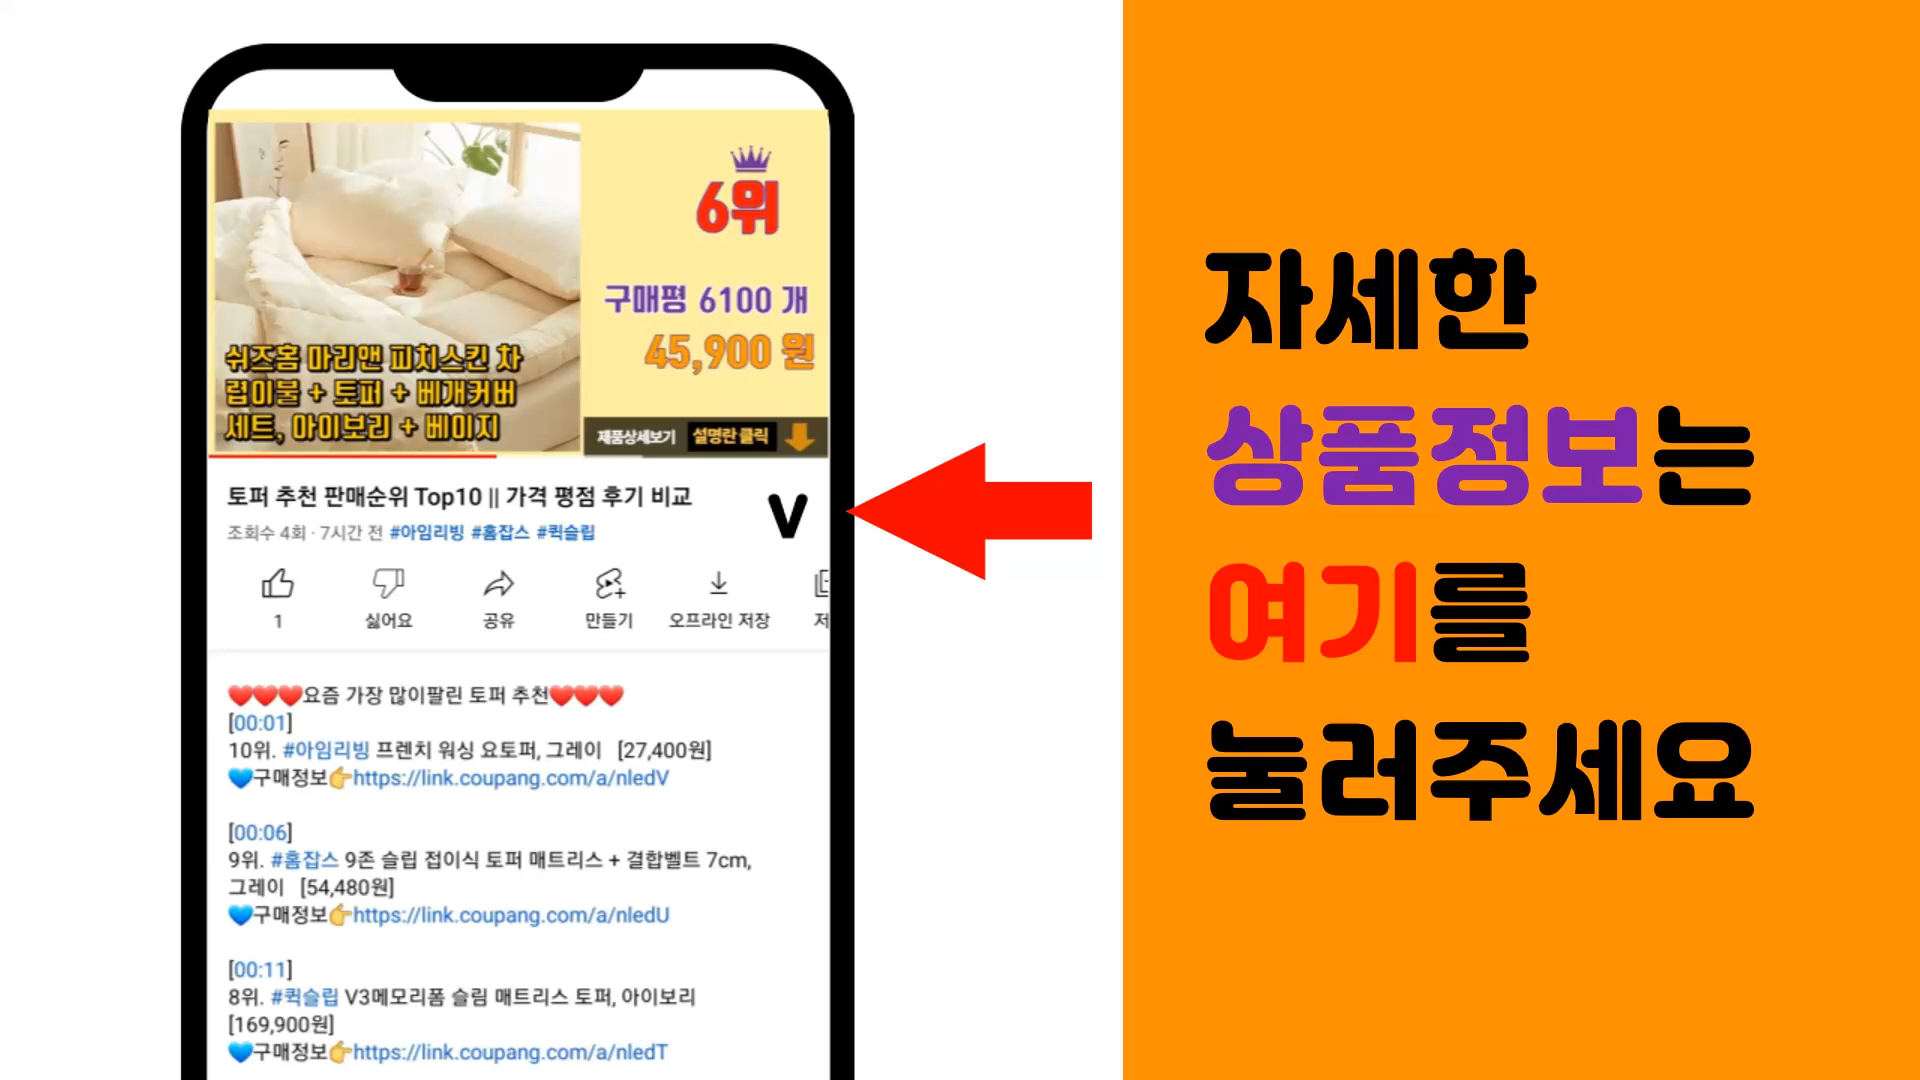 6위
구매평 6100 개
45,900 원
쉬즈홈 마리앤 피치스킨 차
렵이불 + 토퍼 + 베개커버
세트, 아이보리 + 베이지
제품상세보기 설명란 클릭
토퍼 추천 판매순위 Top10 || 가격 평점 후기 비교
V
조회수 4회 · 7시간 전 #아임리빙 #홈잡스 #퀵슬립
1 싫어요 공유 만들기 오프라인 저장 저
❤❤❤요즘 가장 많이팔린 토퍼 추천❤❤❤
[00:01]
10위. #아임리빙 프렌치 워싱 요토퍼, 그레이 [27,400원]
💙구매정보👉https://link.coupang.com/a/nledV
[00:06]
9위. #홈잡스 9존 슬립 접이식 토퍼 매트리스 + 결합벨트 7cm,
그레이 [54,480원]
💙구매정보👉https://link.coupang.com/a/nledU
[00:11]
8위. #퀵슬립 V3메모리폼 슬림 매트리스 토퍼, 아이보리
[169,900원]
💙구매정보👉https://link.coupang.com/a/nledT
자세한
상품정보는
여기를
눌러주세요